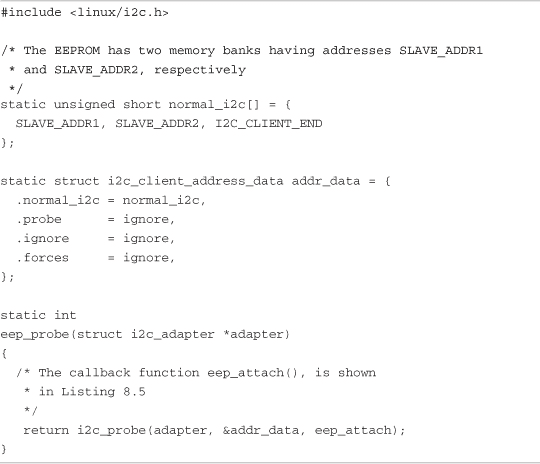 #include <linux/i2c.h>
/* The EEPROM has two memory banks having addresses SLAVE_ADDR1
 * and SLAVE_ADDR2, respectively
 */
static unsigned short normal_i2c[] = {
  SLAVE_ADDR1, SLAVE_ADDR2, I2C_CLIENT_END
};
static struct i2c_client_address_data addr_data = {
  .normal_i2c = normal_i2c,
  .probe      = ignore,
  .ignore     = ignore,
  .forces     = ignore,
};
static int
eep_probe(struct i2c_adapter *adapter)
{
  /* The callback function eep_attach(), is shown
   * in Listing 8.5
   */
   return i2c_probe(adapter, &addr_data, eep_attach);
}